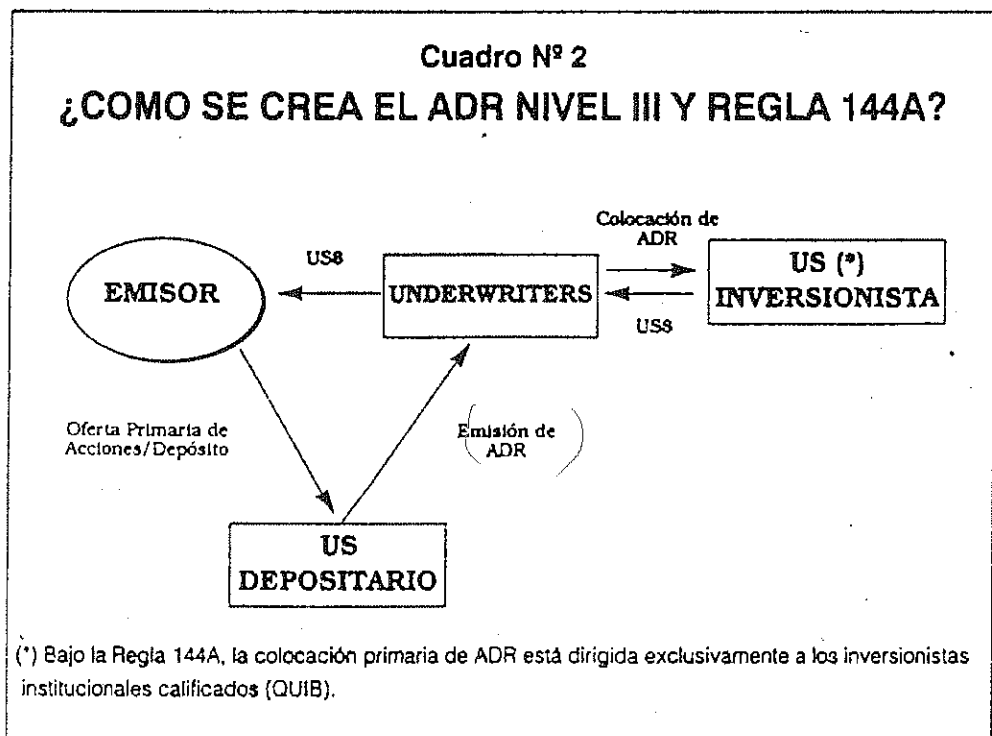 Cuadro Nº 2
¿COMO SE CREA EL ADR NIVEL III Y REGLA 144A?
Colocación de
ADR
US$
EMISOR
UNDERWRITERS
US (*)
INVERSIONISTA
US$
Oferta Primaria de
Acciones/Depósito
Emisión de
ADR
US
DEPOSITARIO
(*) Bajo la Regla 144A, la colocación primaria de ADR está dirigida exclusivamente a los inversionistas
institucionales calificados (QUIB).